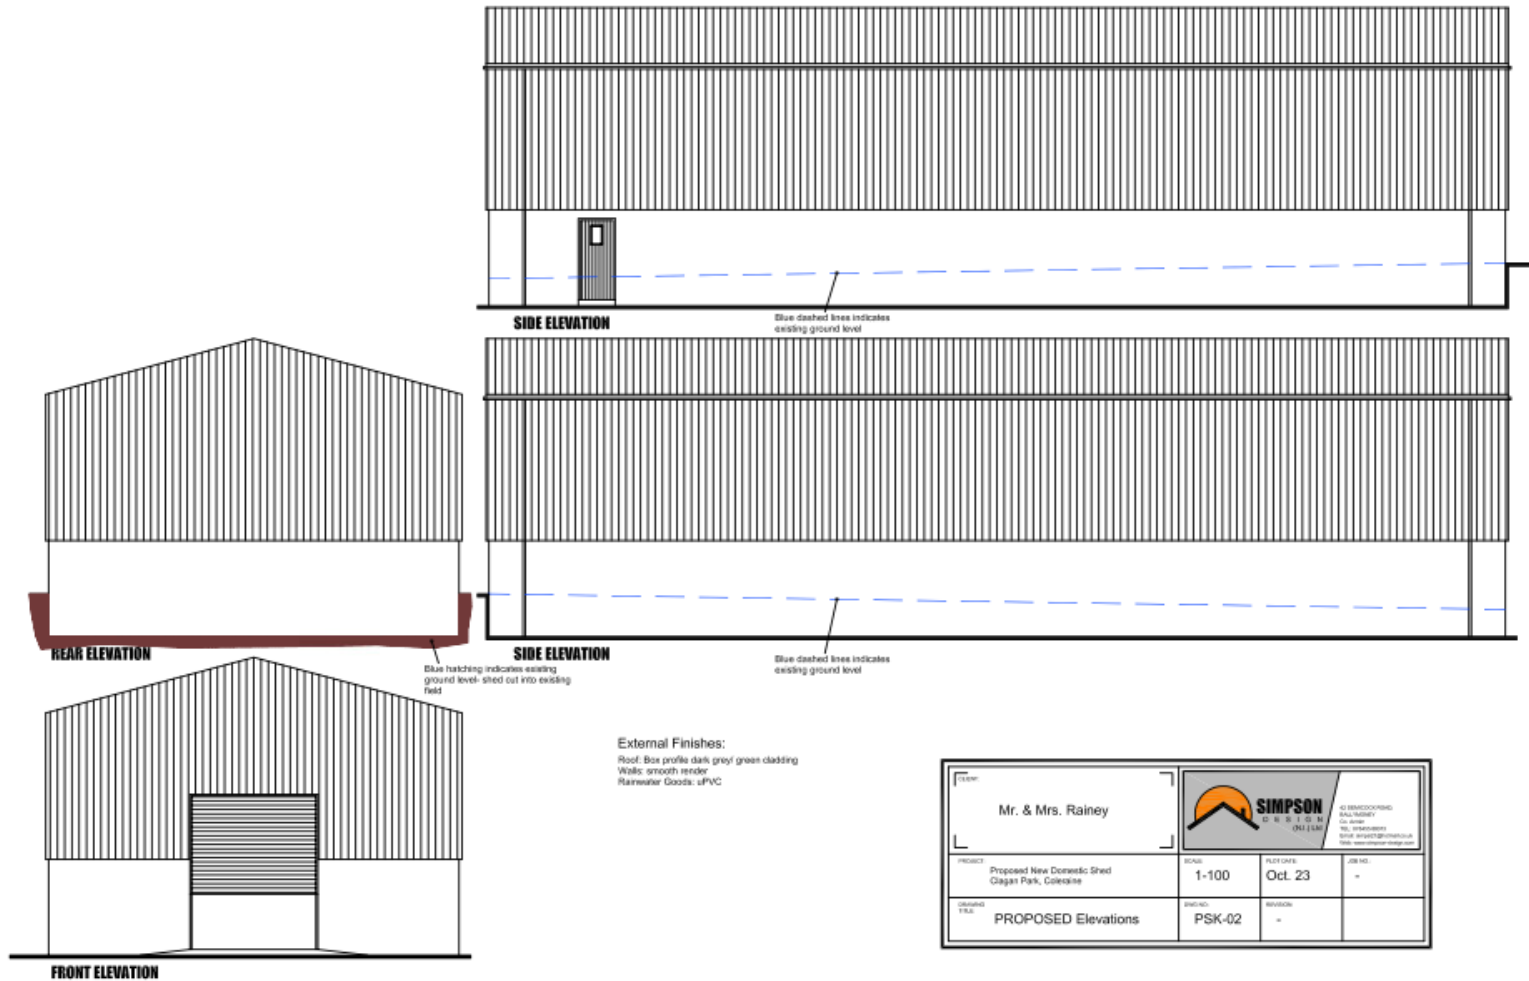 SIDE ELEVATION
Blue dashed lines indicates
existing ground level
REAR ELEVATION
Blue hatching indicates existing
ground level- shed cut into existing
field
SIDE ELEVATION
Blue dashed lines indicates
existing ground level
FRONT ELEVATION
External Finishes:
Roof: Box profile dark grey/ green cladding
Walls: smooth render
Rainwater Goods: uPVC
CLIENT:
Mr. & Mrs. Rainey
SIMPSON
DESIGN
(N.I.) Ltd
PROJECT:
Proposed New Domestic Shed
Clagan Park, Coleraine
SCALE:
1-100
PLOT DATE:
Oct. 23
JOB NO.:
-
DRAWING
TITLE:
PROPOSED Elevations
DWG NO.:
PSK-02
REVISION:
-